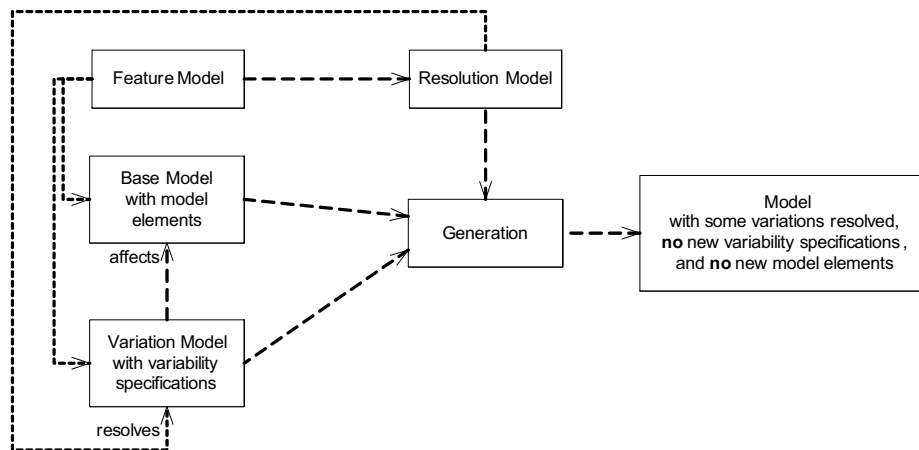 Feature Model
Resolution Model
Base Model
with model
elements
affects
Generation
Model
with some variations resolved,
no new variability specifications ,
and no new model elements
Variation Model
with variability
specifications
resolves